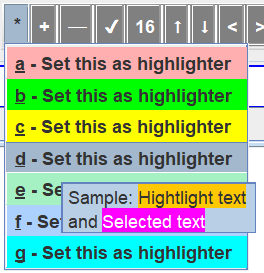 * + — ✓ 16 ↑ ↓ < >
a - Set this as highlighter
b - Set this as highlighter
c - Set this as highlighter
d - Set this as highlighter
e -
Sample: Hightlight text
and Selected text
f - Se
g - Set this as highlighter